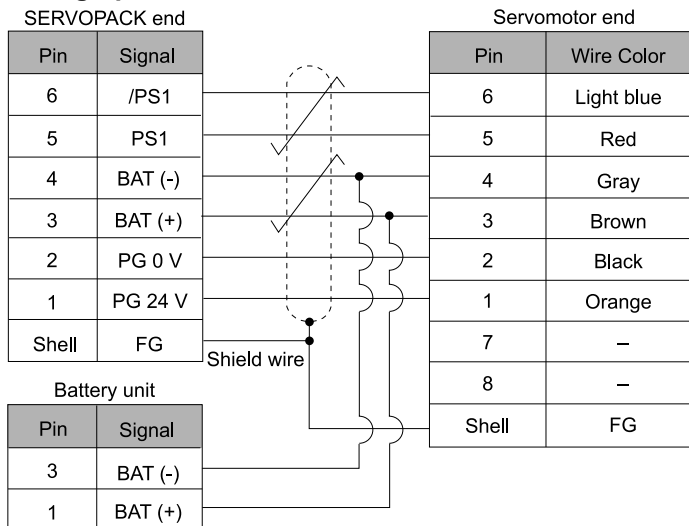 SERVOPACK end
Pin Signal
6 /PS1
5 PS1
4 BAT (-)
3 BAT (+)
2 PG 0 V
1 PG 24 V
Shell FG
Shield wire
Battery unit
Pin Signal
3 BAT (-)
1 BAT (+)
Servomotor end
Pin Wire Color
6 Light blue
5 Red
4 Gray
3 Brown
2 Black
1 Orange
7 –
8 –
Shell FG